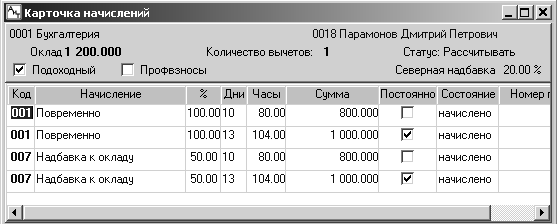 Карточка начислений
0001 Бухгалтерия 0018 Парамонов Дмитрий Петрович
Оклад 1 200.000 Количество вычетов: 1 Статус: Рассчитывать
Подоходный Профвзносы Северная надбавка 20.00 %
Код Начисление % Дни Часы Сумма Постоянно Состояние Номер г
001 Повременно 100.00 10 80.00 800.000 начислено
001 Повременно 100.00 13 104.00 1 000.000 начислено
007 Надбавка к окладу 50.00 10 80.00 800.000 начислено
007 Надбавка к окладу 50.00 13 104.00 1 000.000 начислено